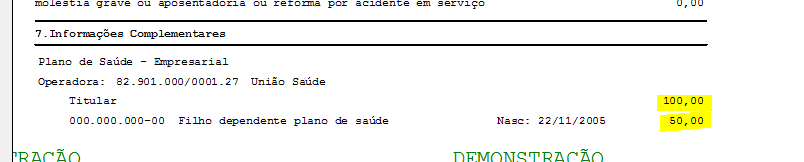 molestia grave ou aposentadoria ou reforma por acidente em serviço 0,00
7.Informações Complementares
Plano de Saúde - Empresarial
Operadora: 82.901.000/0001.27 União Saúde
Titular 100,00
000.000.000-00 Filho dependente plano de saúde Nasc: 22/11/2005 50,00
TRAÇÃO DEMONSTRAÇÃO